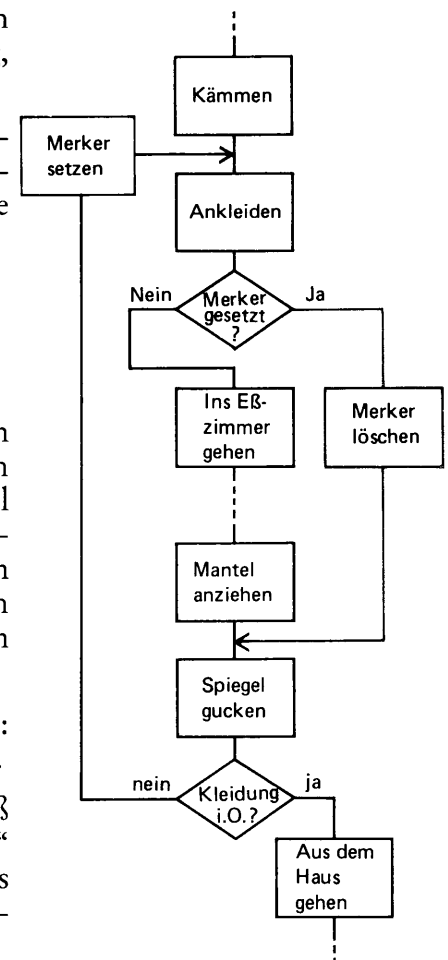 Kämmen
Merker
setzen
Ankleiden
Nein
Merker
gesetzt
?
Ja
Ins Eß-
zimmer
gehen
Merker
löschen
Mantel
anziehen
Spiegel
gucken
nein
Kleidung
i.O.?
ja
Aus dem
Haus
gehen